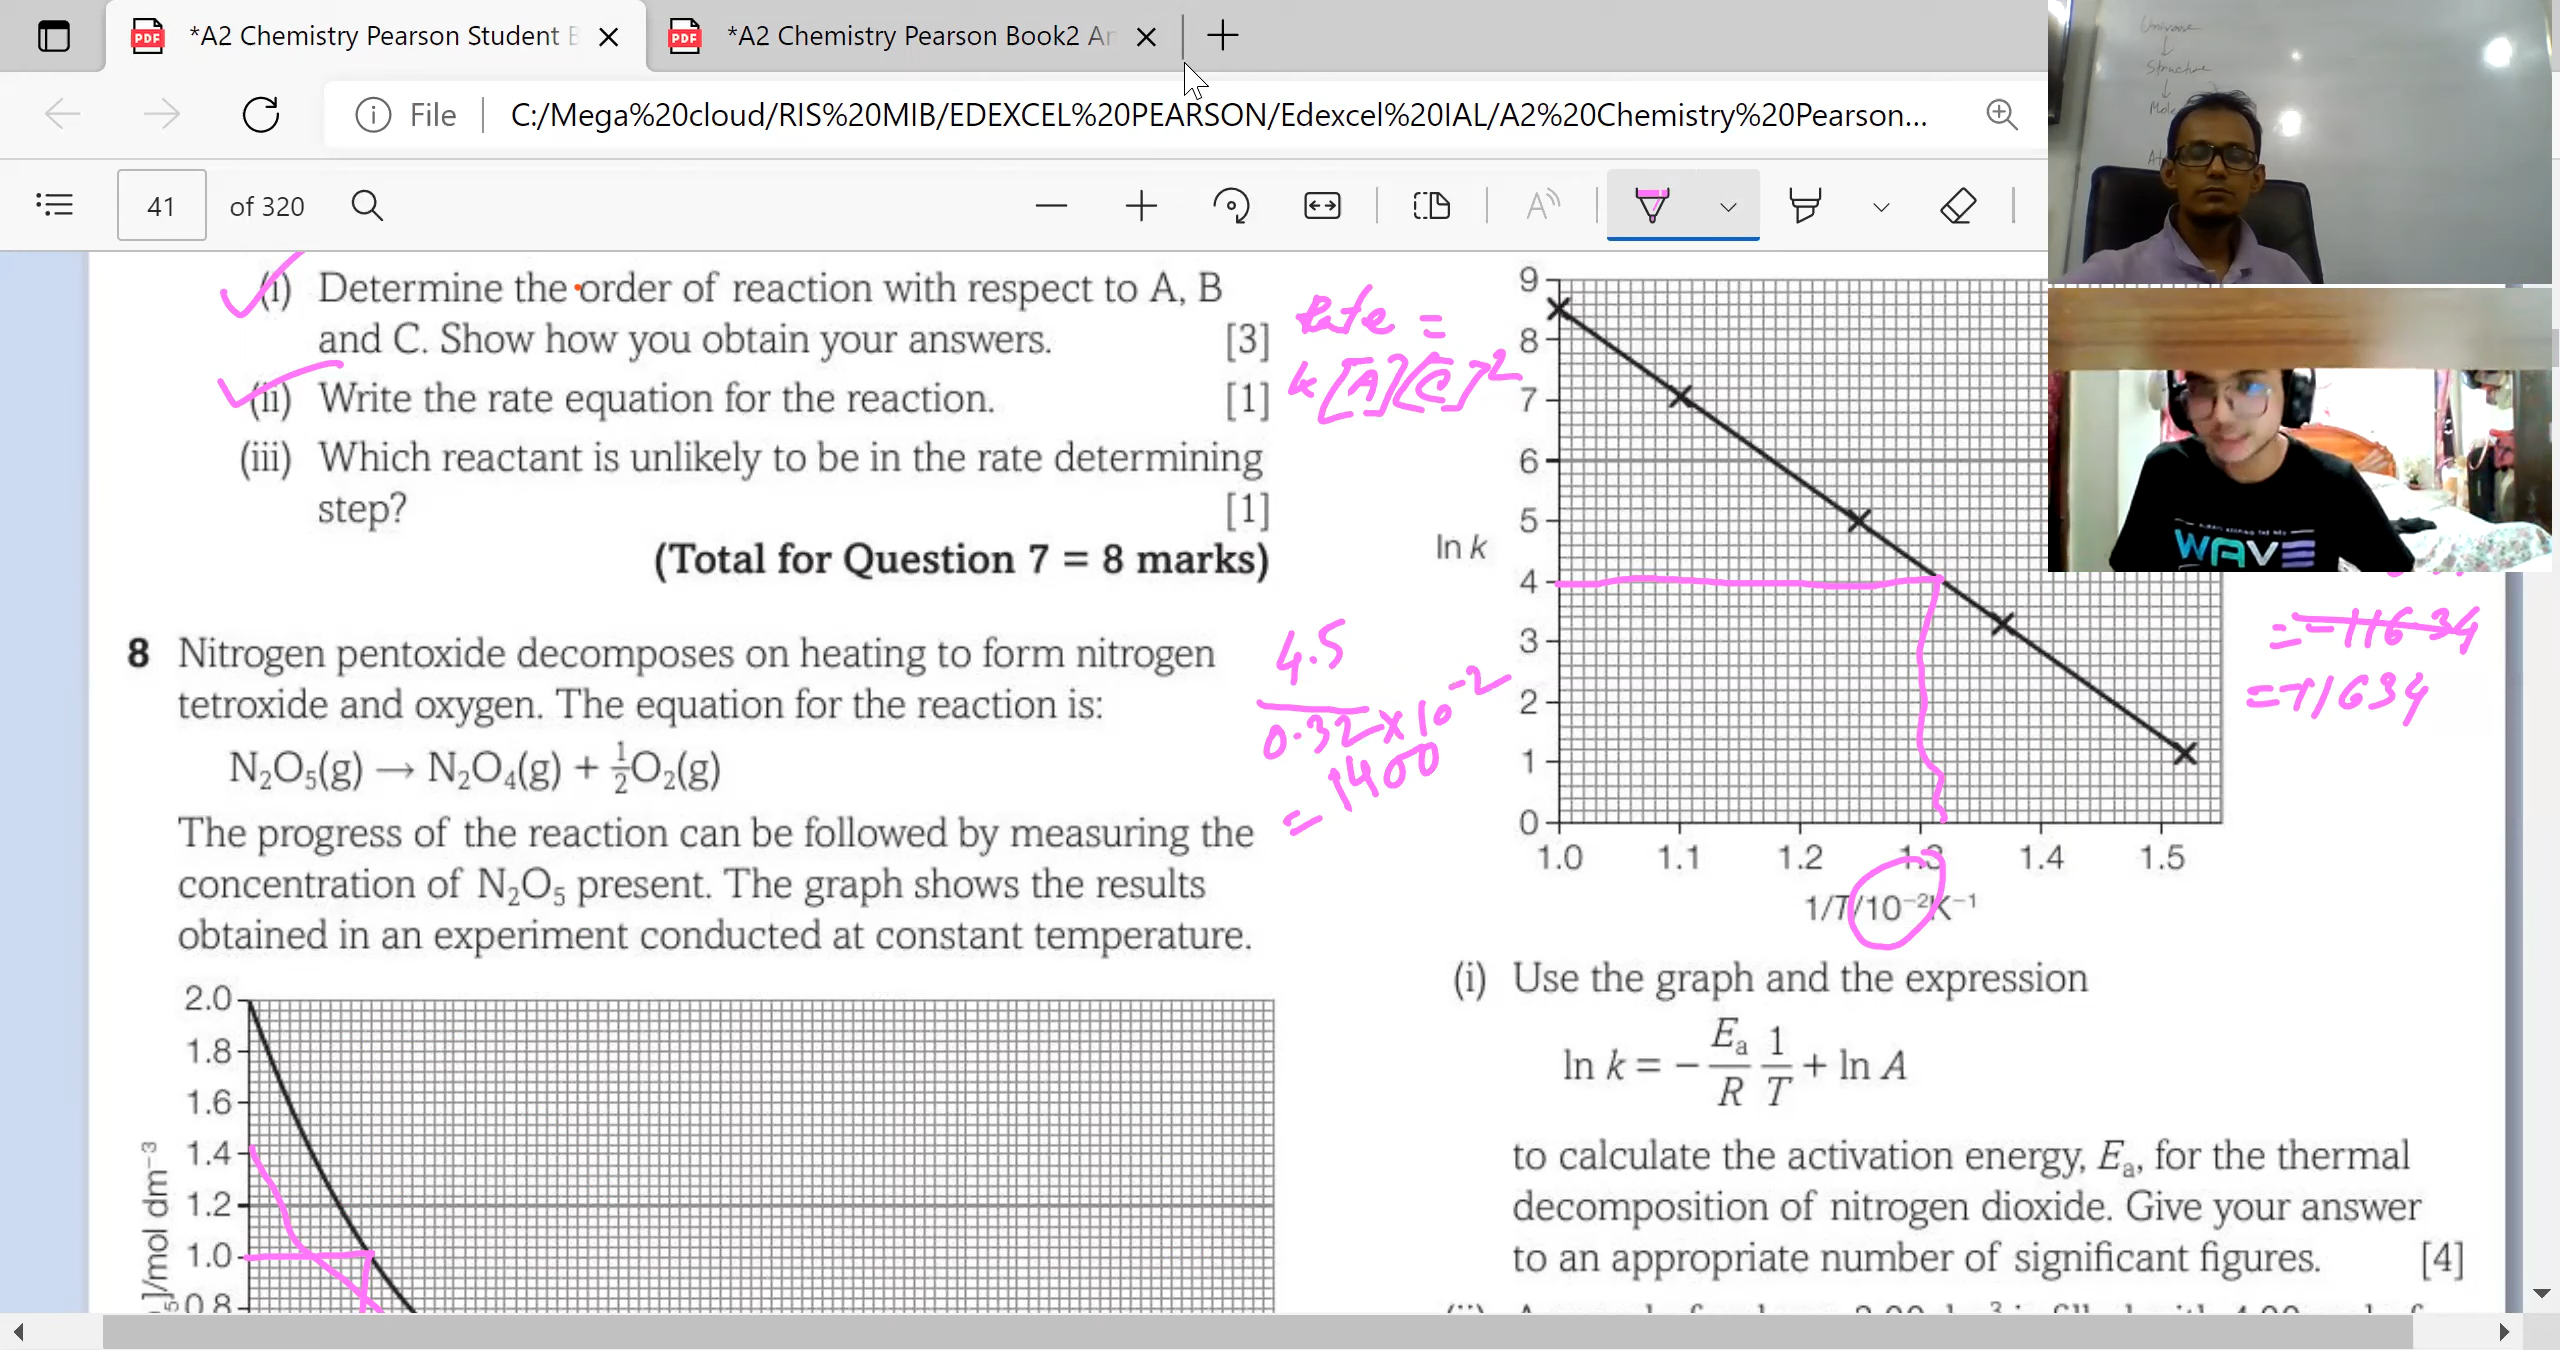 *A2 Chemistry Pearson Student B
*A2 Chemistry Pearson Book2 Ar
File
C:/Mega%20cloud/RIS%20MIB/EDEXCEL%20PEARSON/Edexcel%20IAL/A2%20Chemistry%20Pearson...
41 of 320
(i) Determine the order of reaction with respect to A, B
and C. Show how you obtain your answers. [3]
(ii) Write the rate equation for the reaction. [1]
(iii) Which reactant is unlikely to be in the rate determining
step? [1]
(Total for Question 7 = 8 marks)
8 Nitrogen pentoxide decomposes on heating to form nitrogen
tetroxide and oxygen. The equation for the reaction is:
N₂O₅(g) → N₂O₄(g) + ½O₂(g)
The progress of the reaction can be followed by measuring the
concentration of N₂O₅ present. The graph shows the results
obtained in an experiment conducted at constant temperature.
2.0
1.8
1.6
1.4
1.2
1.0
0.8
₅]/mol dm⁻³
Rate =
k[A][C]²
4.5
0.32×10⁻²
= 1400
9
8
7
6
5
4
3
2
1
0
ln k
1.0 1.1 1.2 1.3 1.4 1.5
1/T/10⁻²K⁻¹
= -11634
(i) Use the graph and the expression
ln k = − Eₐ/R 1/T + ln A
to calculate the activation energy, Eₐ, for the thermal
decomposition of nitrogen dioxide. Give your answer
to an appropriate number of significant figures. [4]
Universe
Structure
WAVE